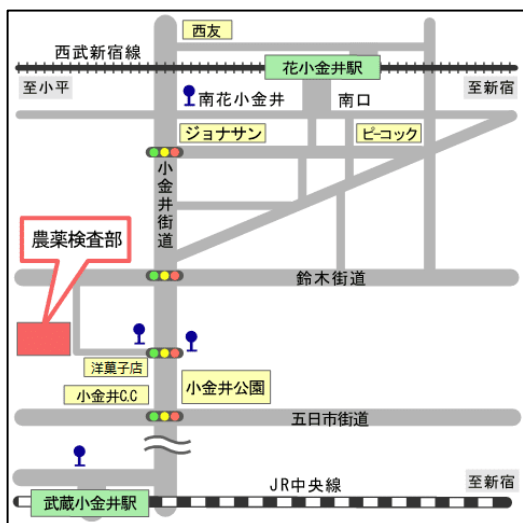 西友
西武新宿線
花小金井駅
至小平
南花小金井
南口
至新宿
ジョナサン
ピーコック
小金井街道
農薬検査部
鈴木街道
洋菓子店
小金井C.C
小金井公園
五日市街道
JR中央線
至新宿
武蔵小金井駅